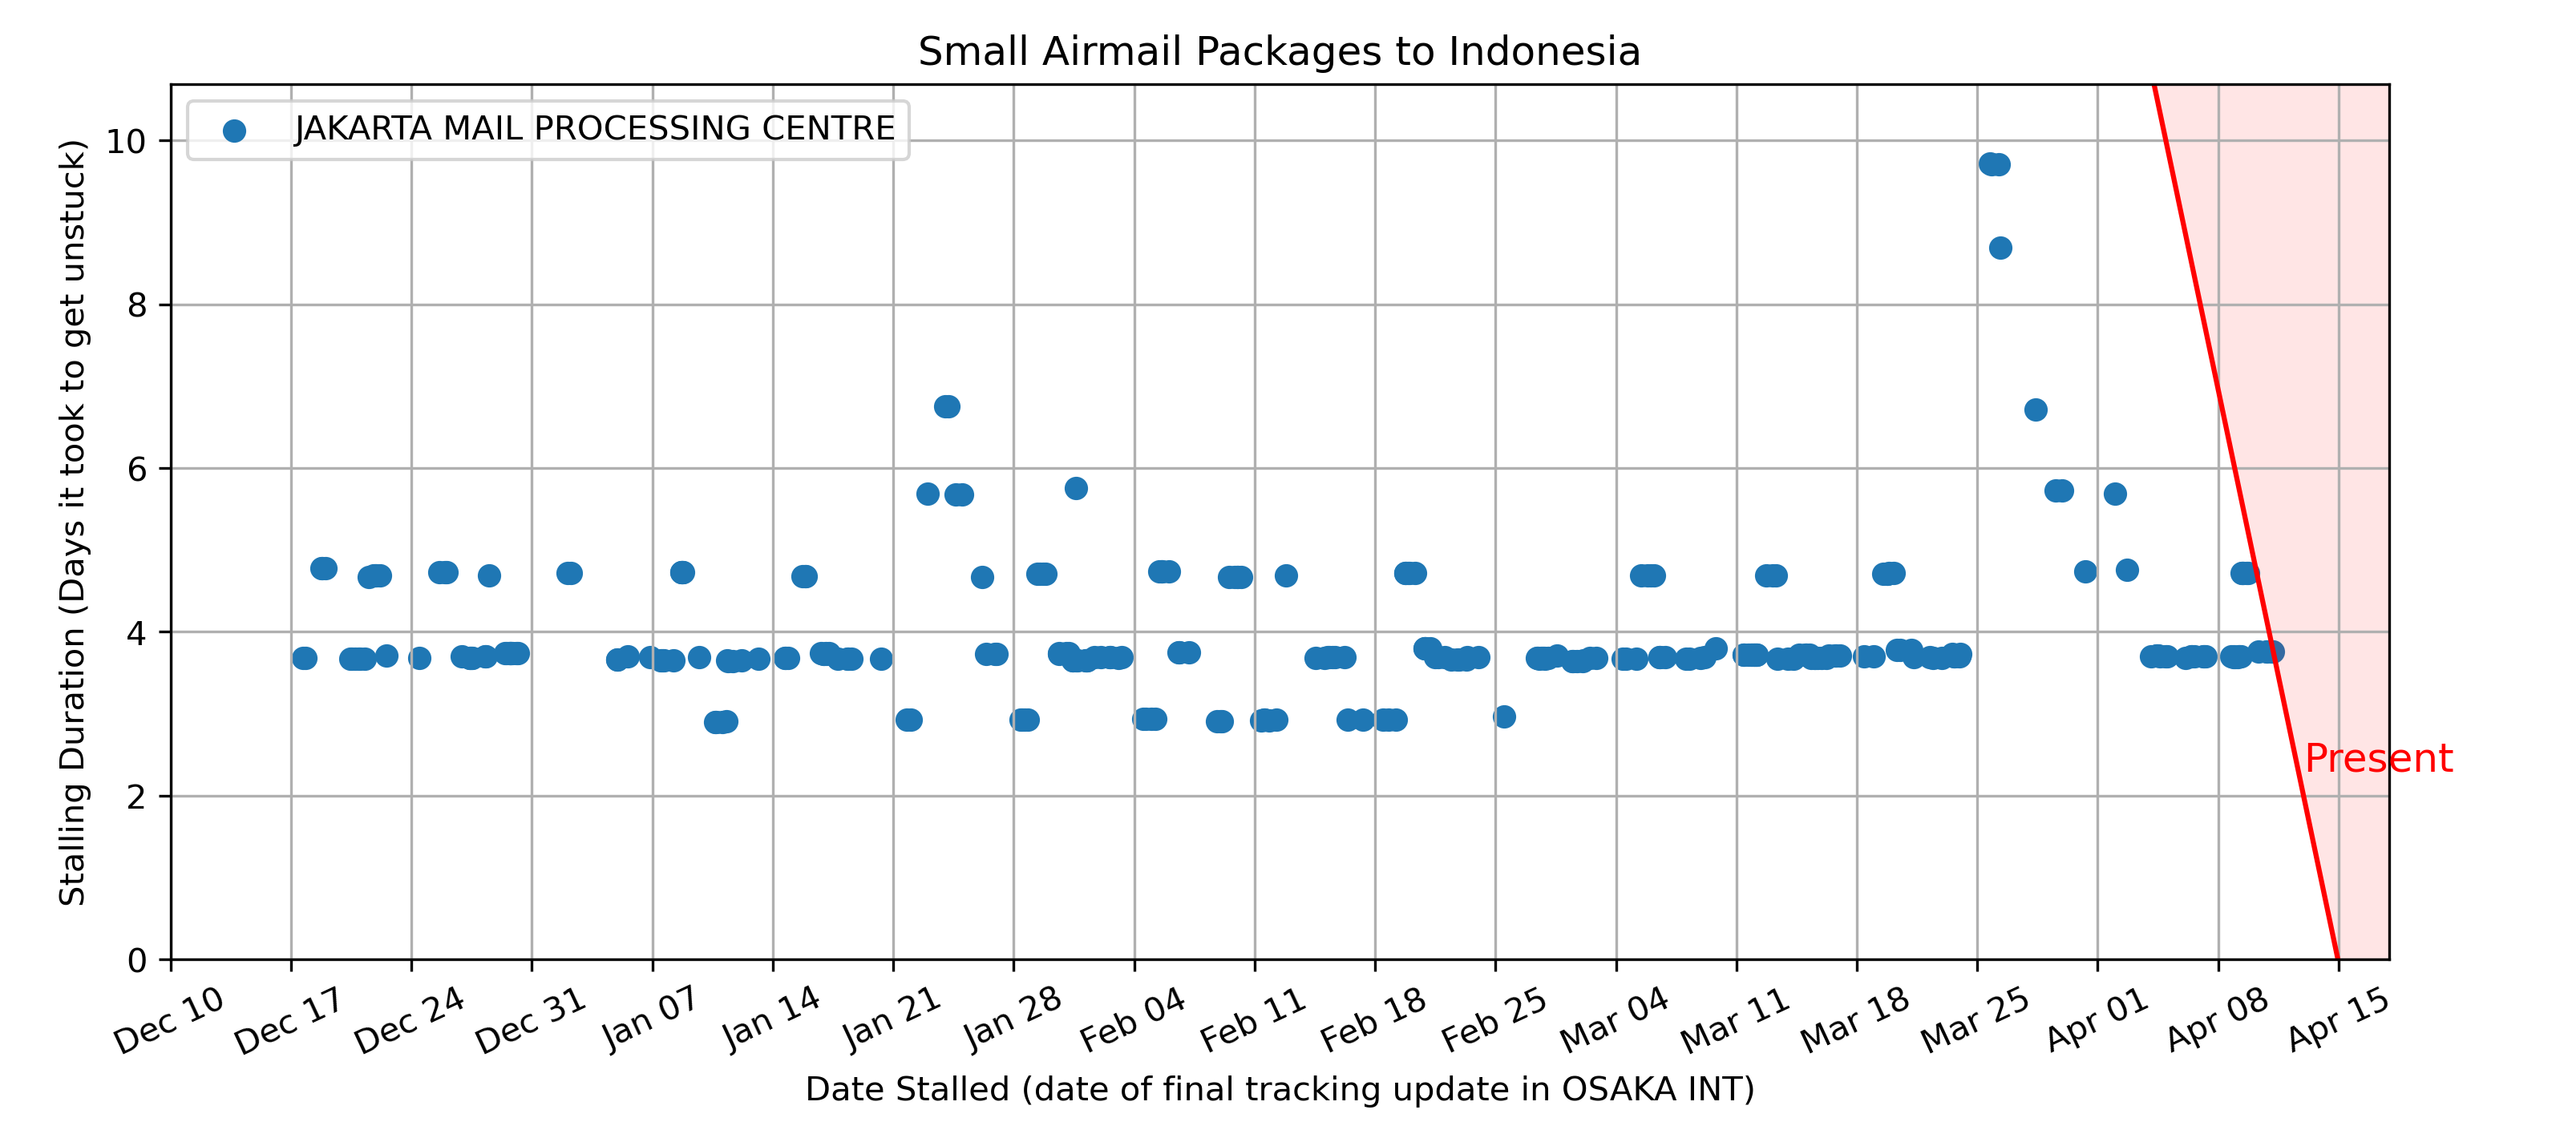 Small Airmail Packages to Indonesia
JAKARTA MAIL PROCESSING CENTRE
Stalling Duration (Days it took to get unstuck)
10
8
6
4
2
0
Present
Dec 10
Dec 17
Dec 24
Dec 31
Jan 07
Jan 14
Jan 21
Jan 28
Feb 04
Feb 11
Feb 18
Feb 25
Mar 04
Mar 11
Mar 18
Mar 25
Apr 01
Apr 08
Apr 15
Date Stalled (date of final tracking update in OSAKA INT)